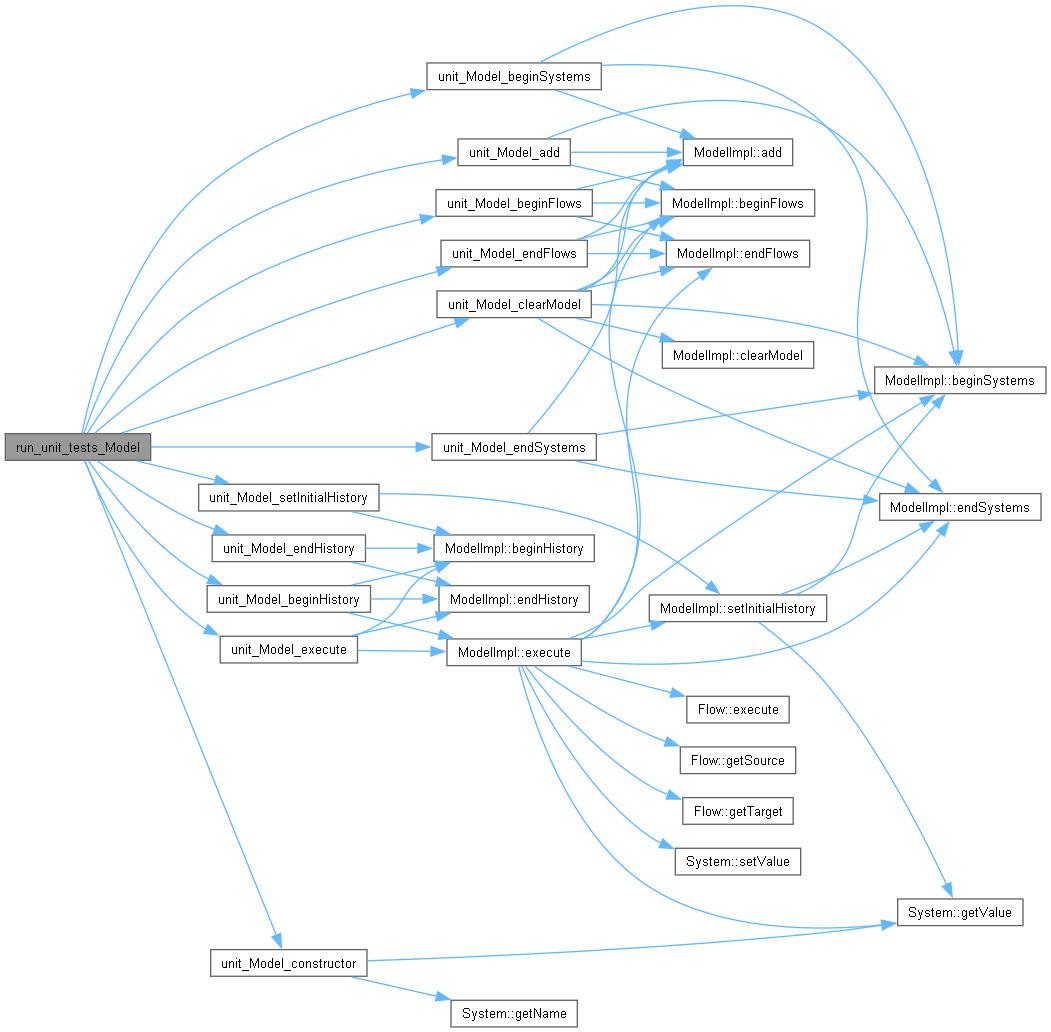 unit_Model_beginSystems
unit_Model_add
ModelImpl::add
unit_Model_beginFlows
ModelImpl::beginFlows
unit_Model_endFlows
ModelImpl::endFlows
unit_Model_clearModel
ModelImpl::clearModel
ModelImpl::beginSystems
run_unit_tests_Model
unit_Model_endSystems
unit_Model_setInitialHistory
ModelImpl::endSystems
unit_Model_endHistory
ModelImpl::beginHistory
unit_Model_beginHistory
ModelImpl::endHistory
ModelImpl::setInitialHistory
unit_Model_execute
ModelImpl::execute
Flow::execute
Flow::getSource
Flow::getTarget
System::setValue
System::getValue
unit_Model_constructor
System::getName